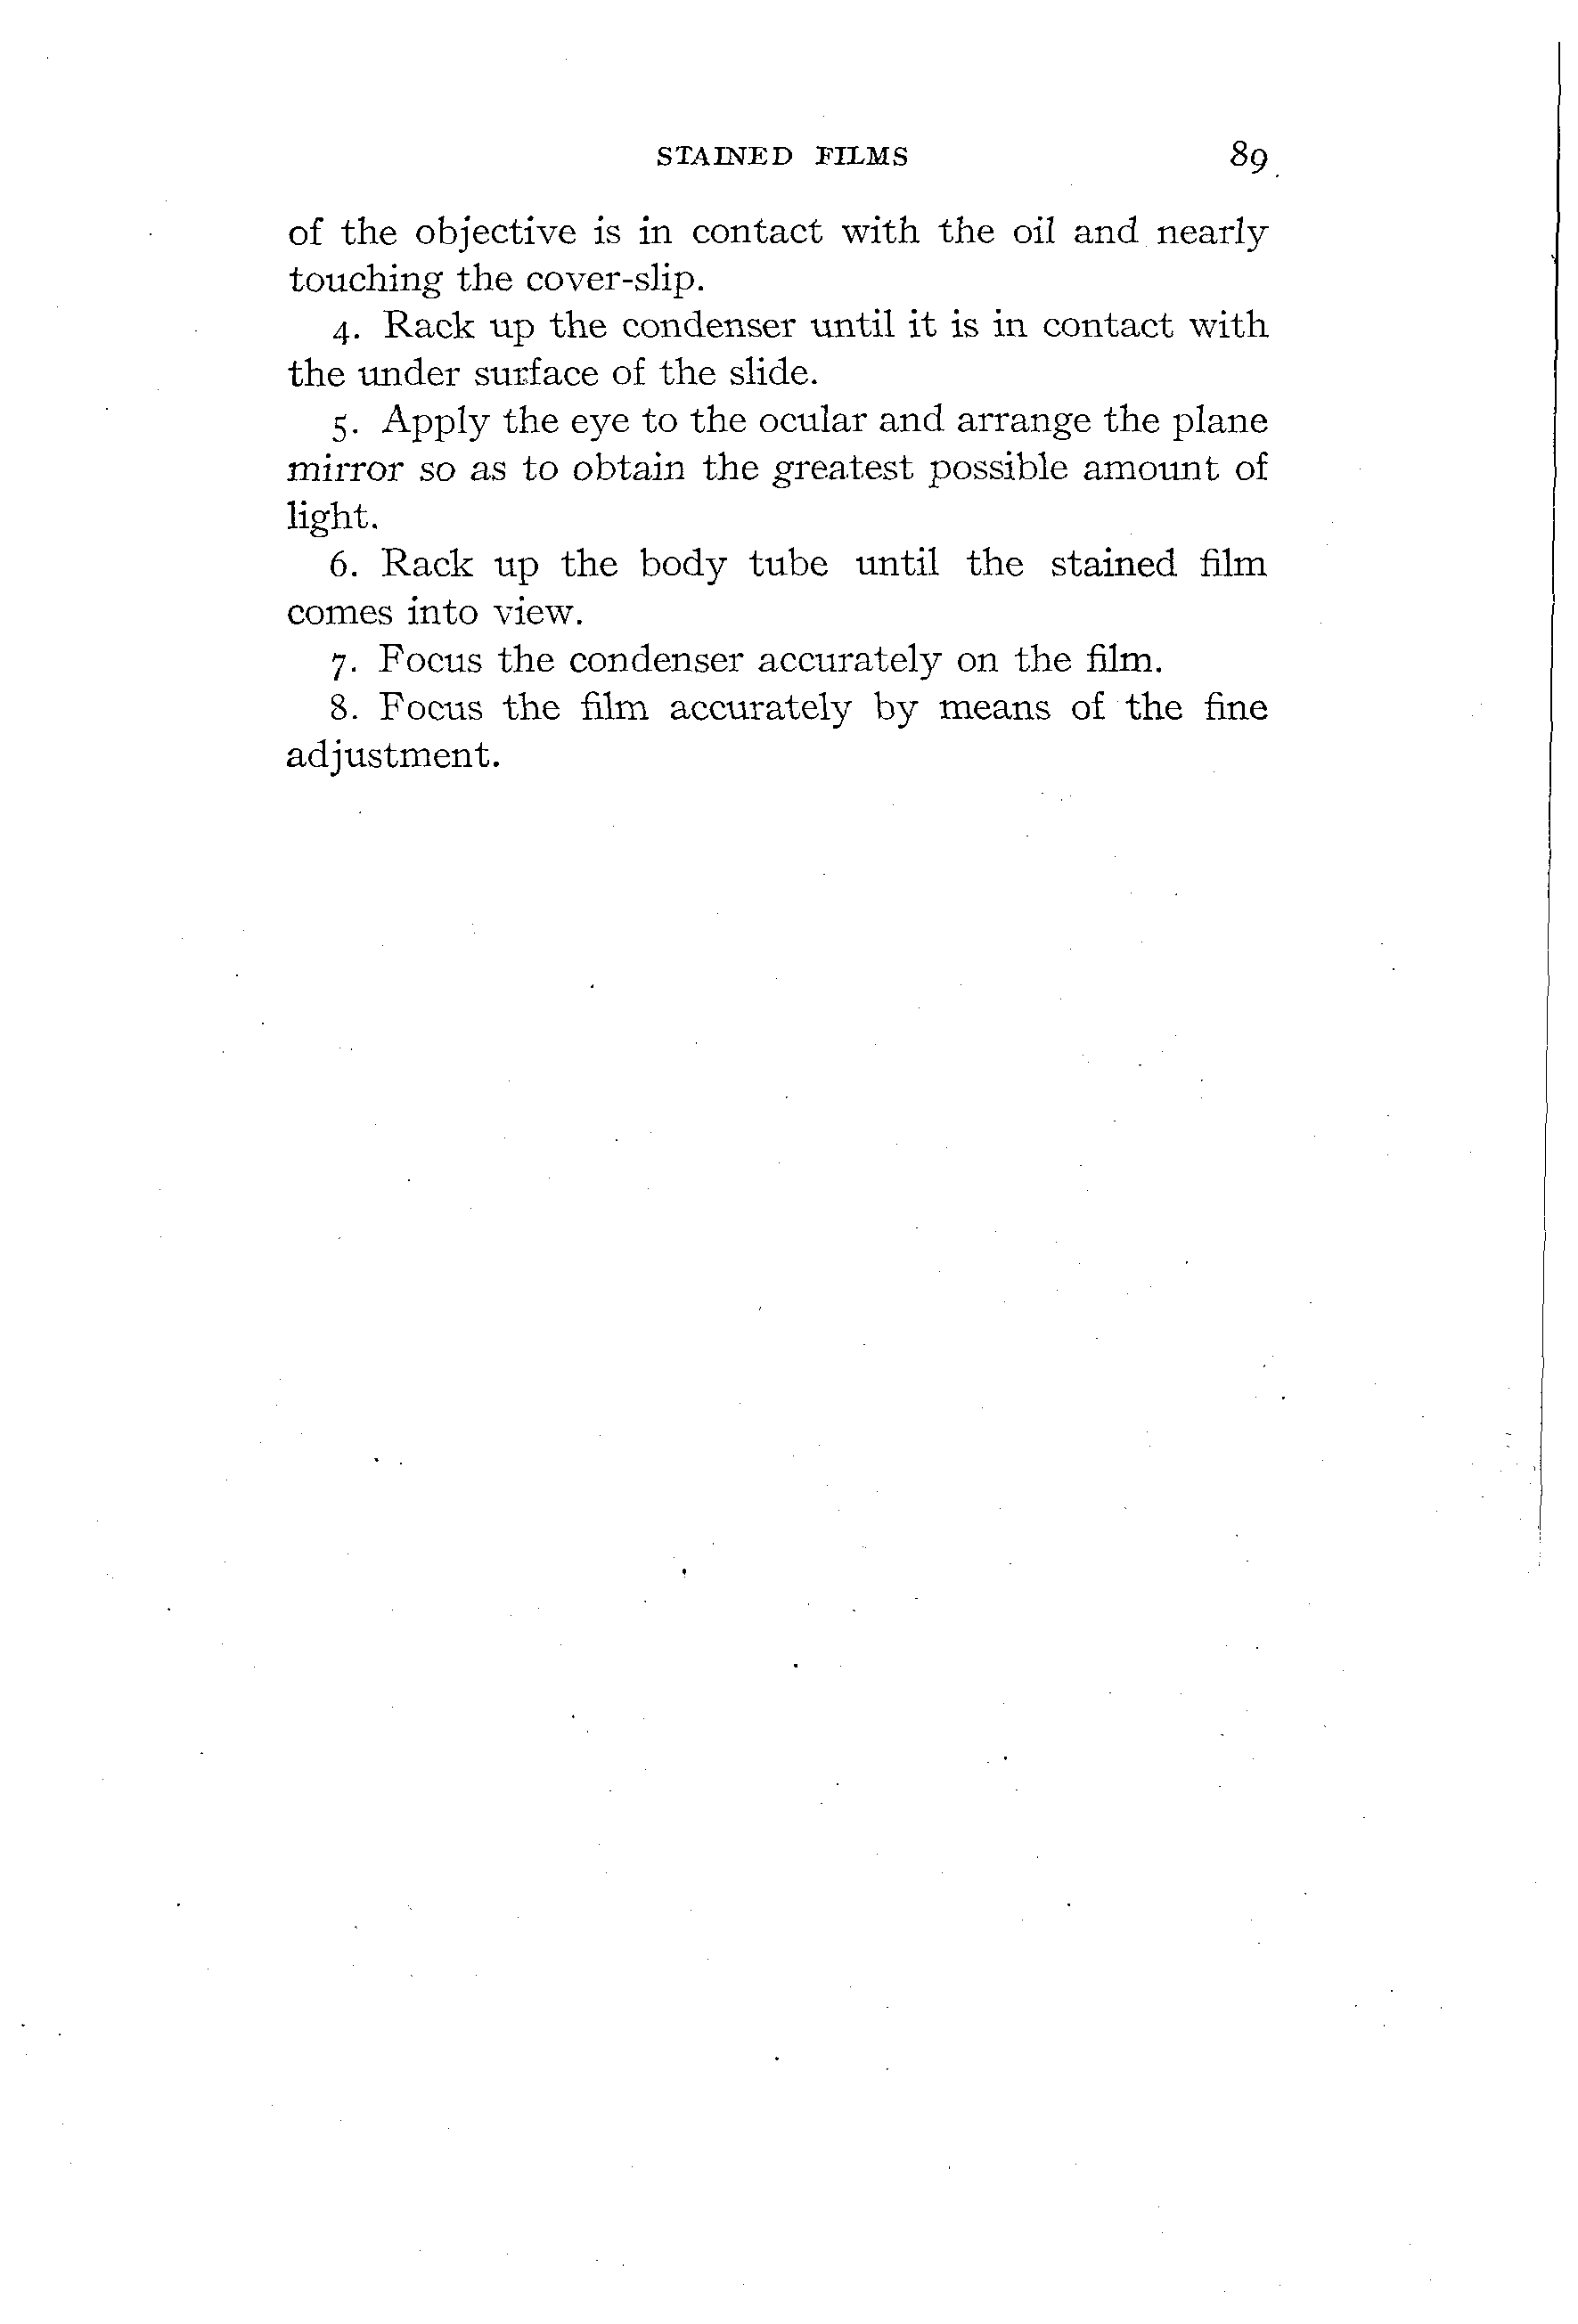 STAINED FILMS 89
of the objective is in contact with the oil and nearly
touching the cover-slip.
4. Rack up the condenser until it is in contact with
the under surface of the slide.
5. Apply the eye to the ocular and arrange the plane
mirror so as to obtain the greatest possible amount of
light.
6. Rack up the body tube until the stained film
comes into view.
7. Focus the condenser accurately on the film.
8. Focus the film accurately by means of the fine
adjustment.